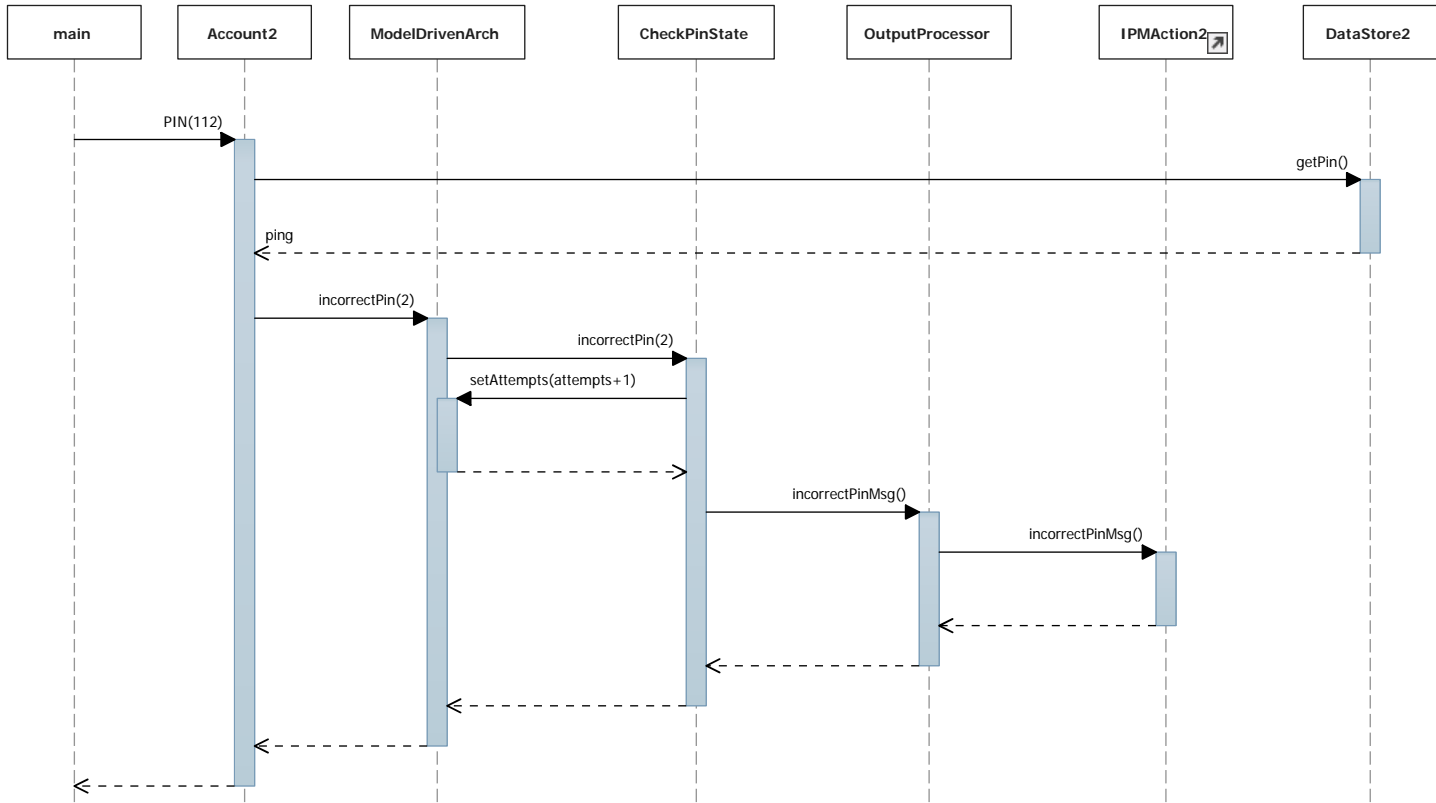 main
Account2
ModelDrivenArch
CheckPinState
OutputProcessor
IPMAction2
DataStore2
PIN(112)
getPin()
ping
incorrectPin(2)
incorrectPin(2)
setAttempts(attempts+1)
incorrectPinMsg()
incorrectPinMsg()